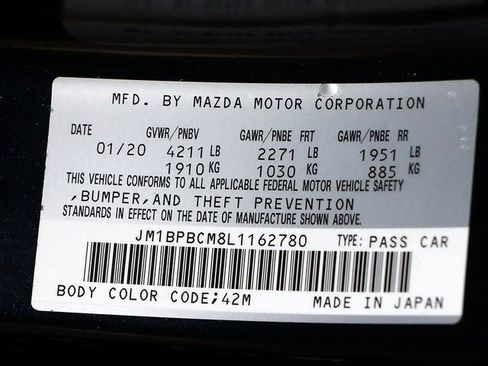 MFD. BY MAZDA MOTOR CORPORATION
DATE GVWR/PNBV GAWR/PNBE FRT GAWR/PNBE RR
01/20 4211 LB 2271 LB 1951 LB
1910 KG 1030 KG 885 KG
THIS VEHICLE CONFORMS TO ALL APPLICABLE FEDERAL MOTOR VEHICLE SAFETY
,BUMPER,AND THEFT PREVENTION
STANDARDS IN EFFECT ON THE DATE OF MANUFACTURE SHOWN ABOVE.
JM1BPBCM8L1162780 TYPE: PASS CAR
BODY COLOR CODE;42M MADE IN JAPAN